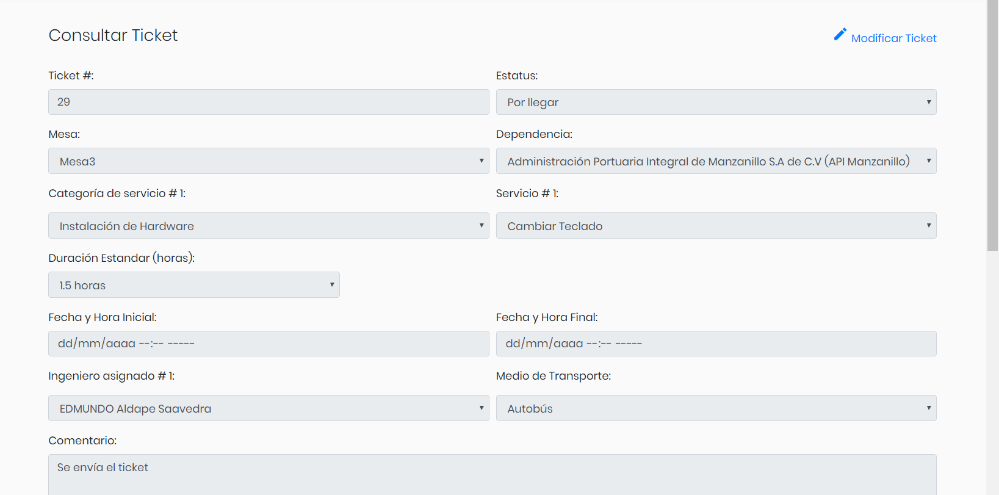 Consultar Ticket
Modificar Ticket
Ticket #:
Estatus:
29
Por llegar
Mesa:
Dependencia:
Mesa3
Administración Portuaria Integral de Manzanillo S.A de C.V (API Manzanillo)
Categoría de servicio # 1:
Servicio # 1:
Instalación de Hardware
Cambiar Teclado
Duración Estandar (horas):
1.5 horas
Fecha y Hora Inicial:
Fecha y Hora Final:
dd/mm/aaaa --:-- -----
dd/mm/aaaa --:-- -----
Ingeniero asignado # 1:
Medio de Transporte:
EDMUNDO Aldape Saavedra
Autobús
Comentario:
Se envía el ticket